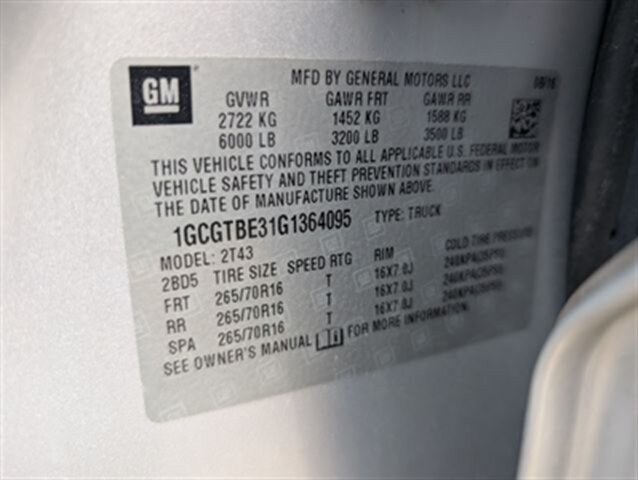 GM
MFD BY GENERAL MOTORS LLC 08/16
GVWR GAWR FRT GAWR RR
2722 KG 1452 KG 1588 KG
6000 LB 3200 LB 3500 LB
THIS VEHICLE CONFORMS TO ALL APPLICABLE U.S. FEDERAL MOTOR
VEHICLE SAFETY AND THEFT PREVENTION STANDARDS IN EFFECT ON
THE DATE OF MANUFACTURE SHOWN ABOVE.
1GCGTBE31G1364095 TYPE: TRUCK
MODEL: 2T43
2BD5 TIRE SIZE SPEED RTG RIM COLD TIRE PRESSURE
FRT 265/70R16 T 16X7.0J 240KPA(35PSI)
RR 265/70R16 T 16X7.0J 240KPA(35PSI)
SPA 265/70R16 T 16X7.0J 240KPA(35PSI)
SEE OWNER'S MANUAL FOR MORE INFORMATION.